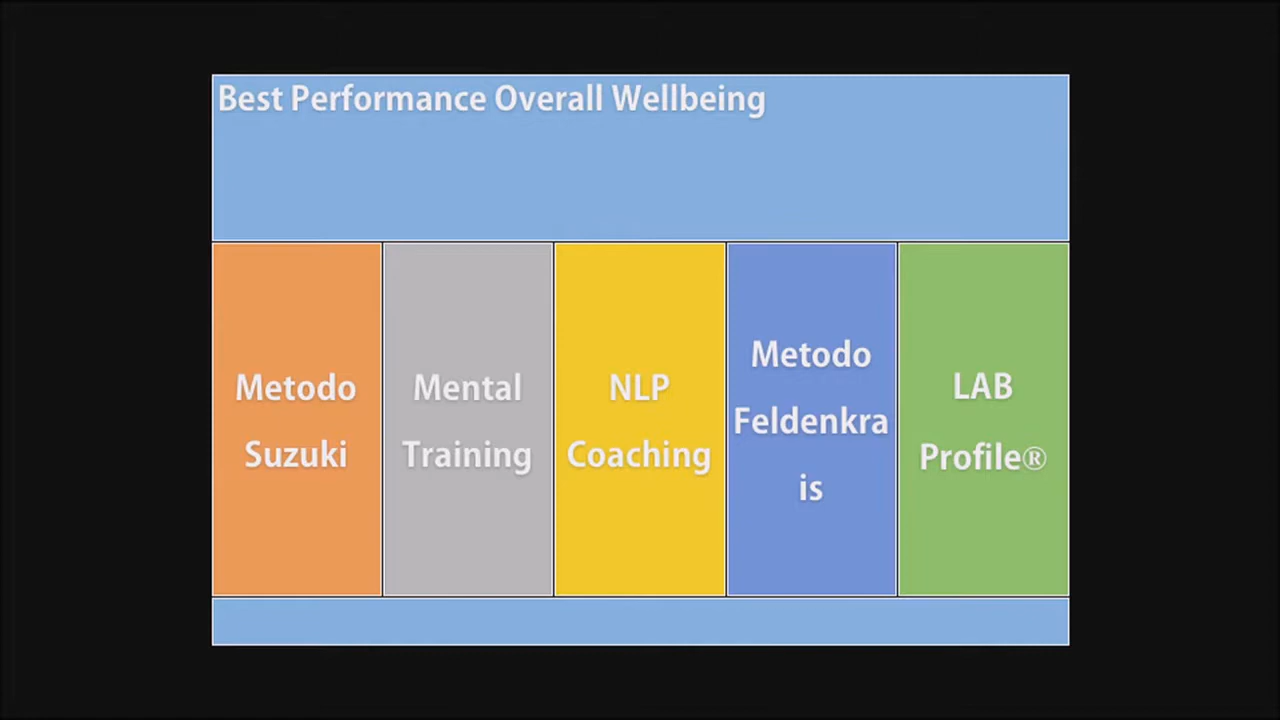 Best Performance Overall Wellbeing
Metodo
Suzuki
Mental
Training
NLP
Coaching
Metodo
Feldenkra
is
LAB
Profile®